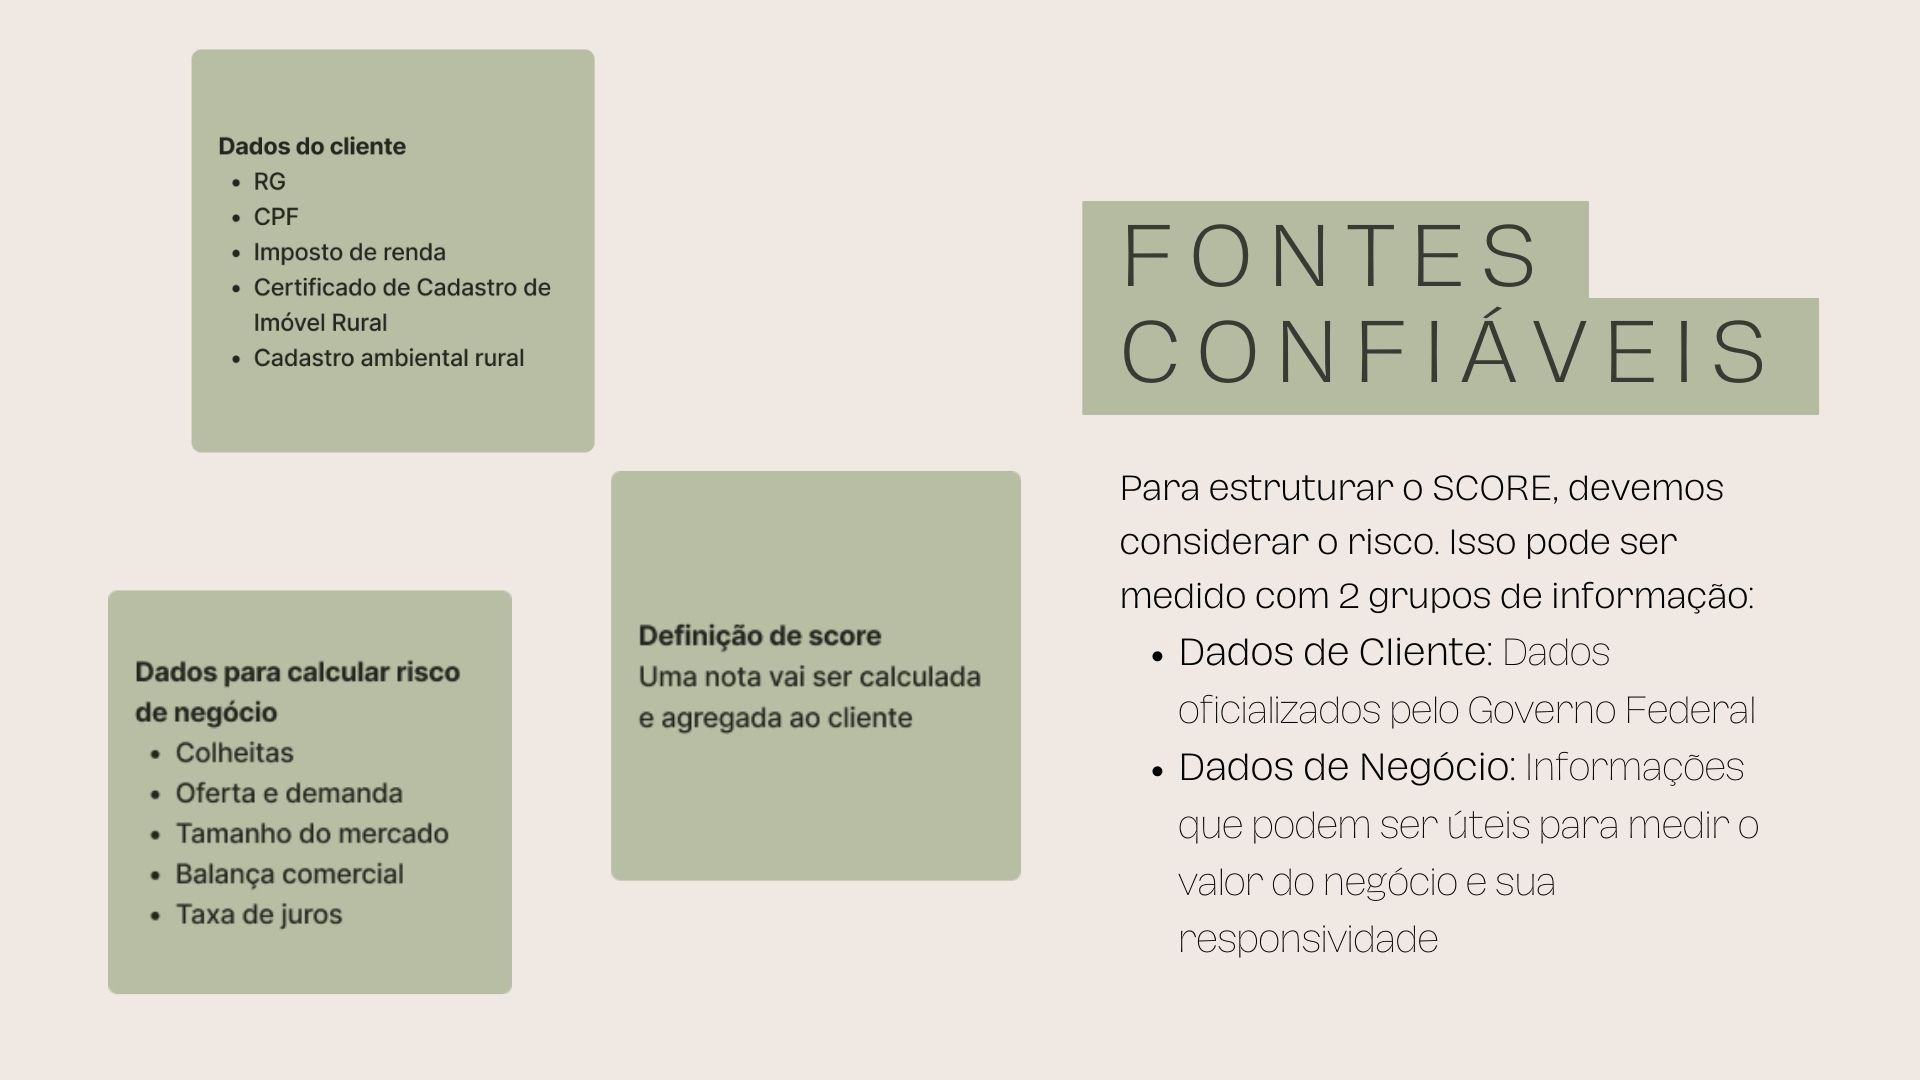 Dados do cliente
• RG
• CPF
• Imposto de renda
• Certificado de Cadastro de
Imóvel Rural
• Cadastro ambiental rural
Dados para calcular risco
de negócio
• Colheitas
• Oferta e demanda
• Tamanho do mercado
• Balança comercial
• Taxa de juros
Definição de score
Uma nota vai ser calculada
e agregada ao cliente
FONTES
CONFIÁVEIS
Para estruturar o SCORE, devemos
considerar o risco. Isso pode ser
medido com 2 grupos de informação:
• Dados de Cliente: Dados
oficializados pelo Governo Federal
• Dados de Negócio: Informações
que podem ser úteis para medir o
valor do negócio e sua
responsividade